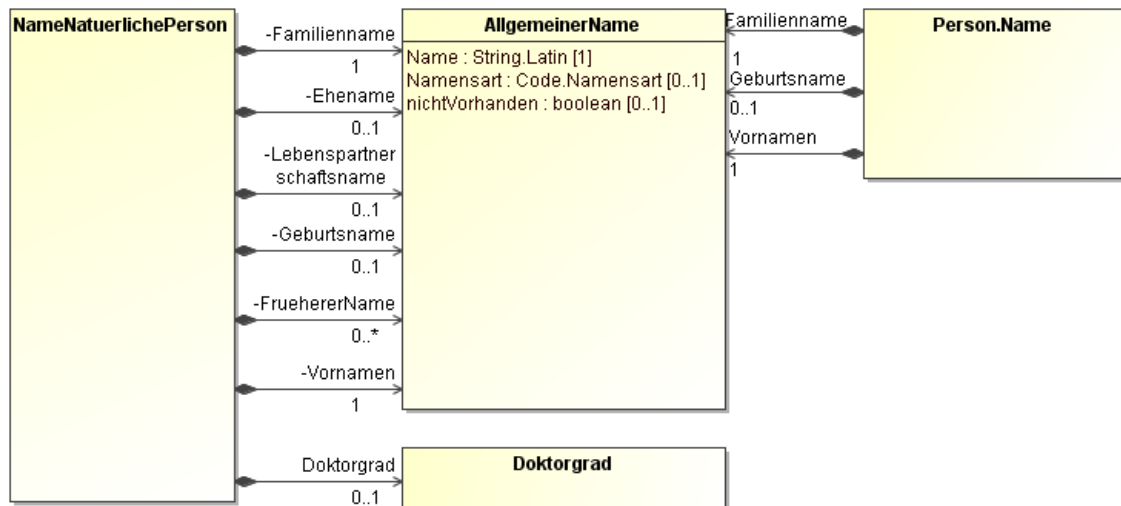 NameNatuerlichePerson
-Familienname
1
-Ehename
0..1
-Lebenspartner
schaftsname
0..1
-Geburtsname
0..1
-FruehererName
0..*
-Vornamen
1
Doktorgrad
0..1
AllgemeinerName
Name : String.Latin [1]
Namensart : Code.Namensart [0..1]
nichtVorhanden : boolean [0..1]
Doktorgrad
Familienname
1
Geburtsname
0..1
Vornamen
1
Person.Name